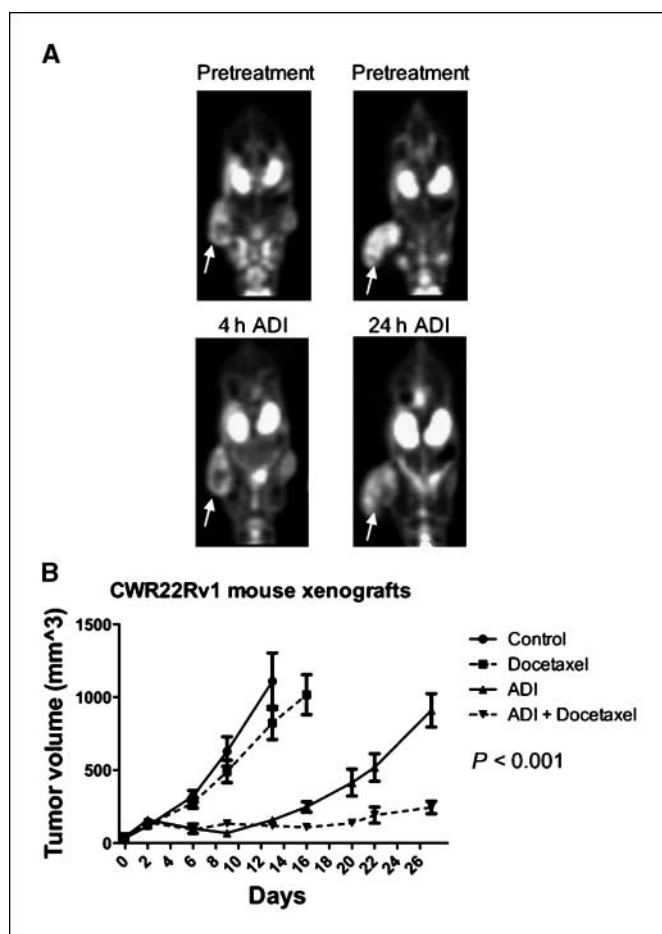 A
Pretreatment Pretreatment
4 h ADI 24 h ADI
B
CWR22Rv1 mouse xenografts
Tumor volume (mm^3)
1500
1000
500
0
0 2 4 6 8 10 12 14 16 18 20 22 24 26
Days
Control
Docetaxel
ADI
ADI + Docetaxel
P < 0.001